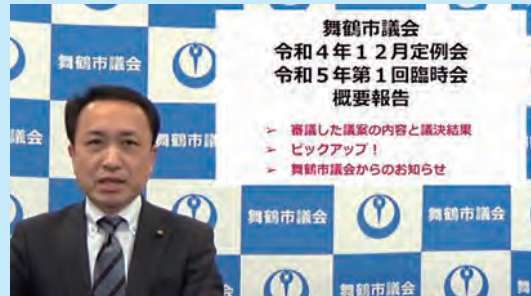 舞鶴市議会
令和4年12月定例会
令和5年第1回臨時会
概要報告
➢ 審議した議案の内容と議決結果
➢ ピックアップ！
➢ 舞鶴市議会からのお知らせ
舞鶴市議会
議会
舞鶴市
舞鶴市議会
舞鶴市議会
舞鶴市議会